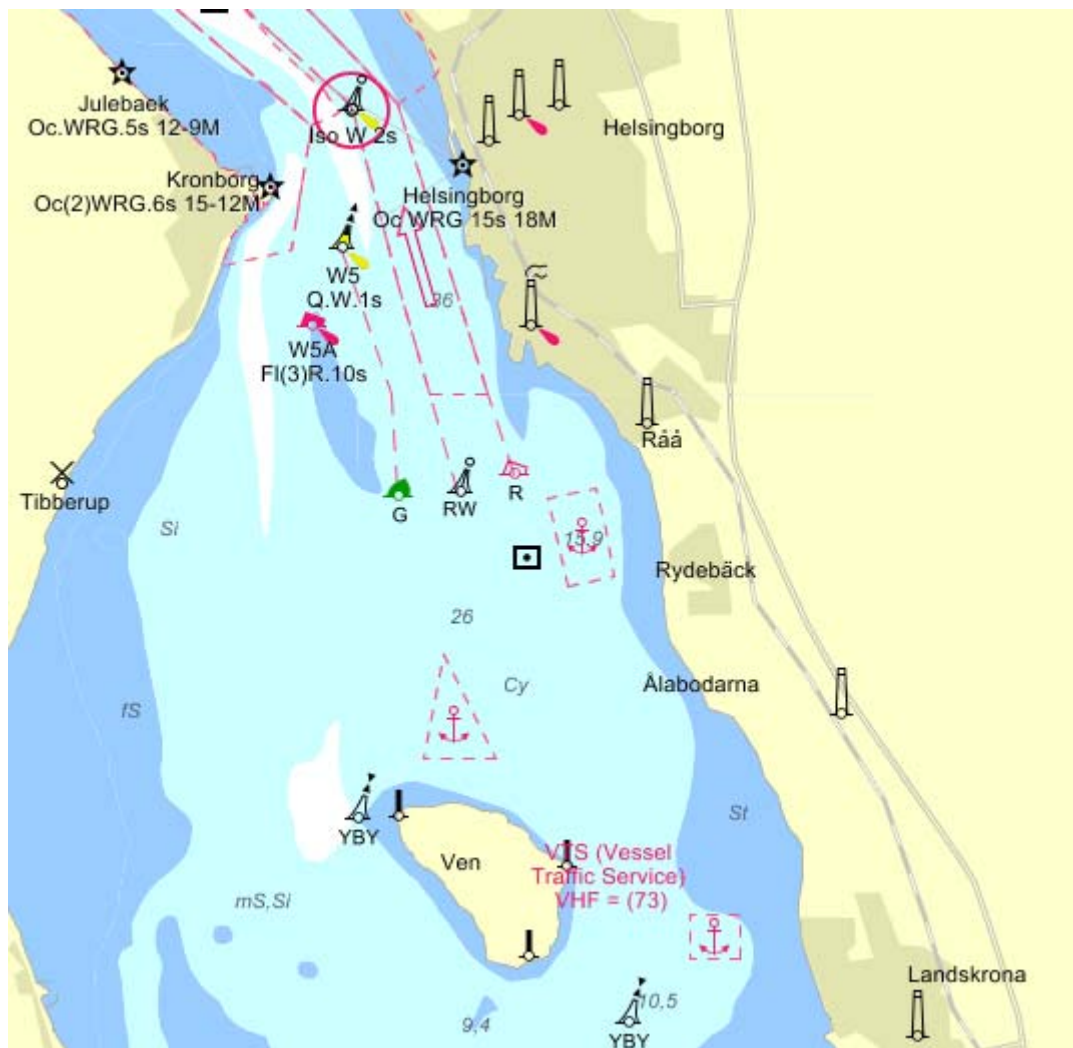 Julebaek
Oc.WRG.5s 12-9M
Iso W 2s
Helsingborg
Kronborg
Oc(2)WRG.6s 15-12M
Helsingborg
Oc WRG 15s 18M
W5
Q.W.1s
36
W5A
Fl(3)R.10s
Råå
Tibberup
G
RW
R
Si
15,9
Rydebäck
26
Cy
Ålabodarna
fS
YBY
St
Ven
VTS (Vessel
Traffic Service)
VHF = (73)
mS,Si
Landskrona
10,5
9,4
YBY